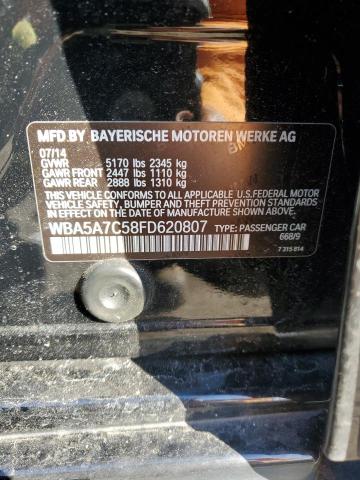 MFD.BY BAYERISCHE MOTOREN WERKE AG
07/14
GVWR 5170 lbs 2345 kg
GAWR FRONT 2447 lbs 1110 kg
GAWR REAR 2888 lbs 1310 kg
THIS VEHICLE CONFORMS TO ALL APPLICABLE U.S.FEDERAL MOTOR
VEHICLE SAFETY, BUMPER, AND THEFT PREVENTION STANDARDS
IN EFFECT ON THE DATE OF MANUFACTURE SHOWN ABOVE.
WBA5A7C58FD620807 TYPE: PASSENGER CAR
668/9
7 315 814